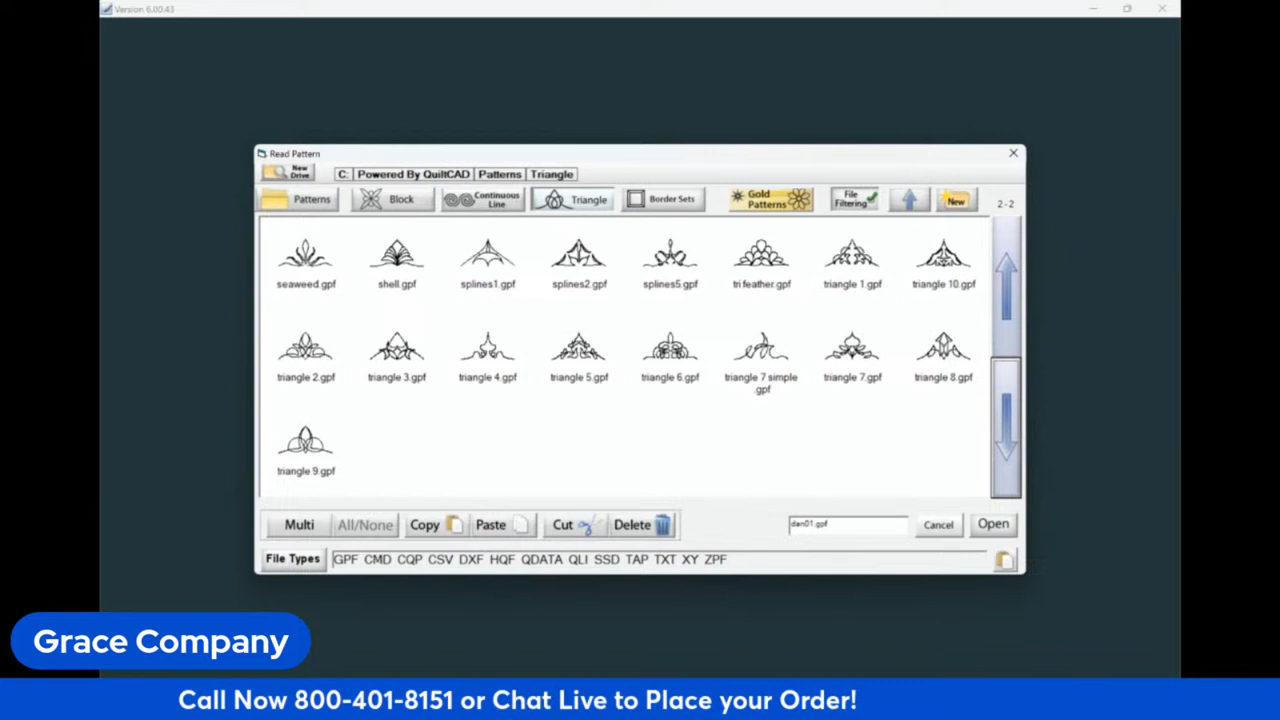 Version 6.00.43
Read Pattern
New Drive
C: Powered By QuiltCAD Patterns Triangle
Patterns
Block
Continuous Line
Triangle
Border Sets
Gold Patterns
File Filtering
New
2-2
seaweed.gpf
shell.gpf
splines1.gpf
splines2.gpf
splines5.gpf
tri feather.gpf
triangle 1.gpf
triangle 10.gpf
triangle 2.gpf
triangle 3.gpf
triangle 4.gpf
triangle 5.gpf
triangle 6.gpf
triangle 7 simple
.gpf
triangle 7.gpf
triangle 8.gpf
triangle 9.gpf
Multi
All/None
Copy
Paste
Cut
Delete
dan01.gpf
Cancel
Open
File Types
GPF CMD CQP CSV DXF HQF QDATA QLI SSD TAP TXT XY ZPF
Grace Company
Call Now 800-401-8151 or Chat Live to Place your Order!